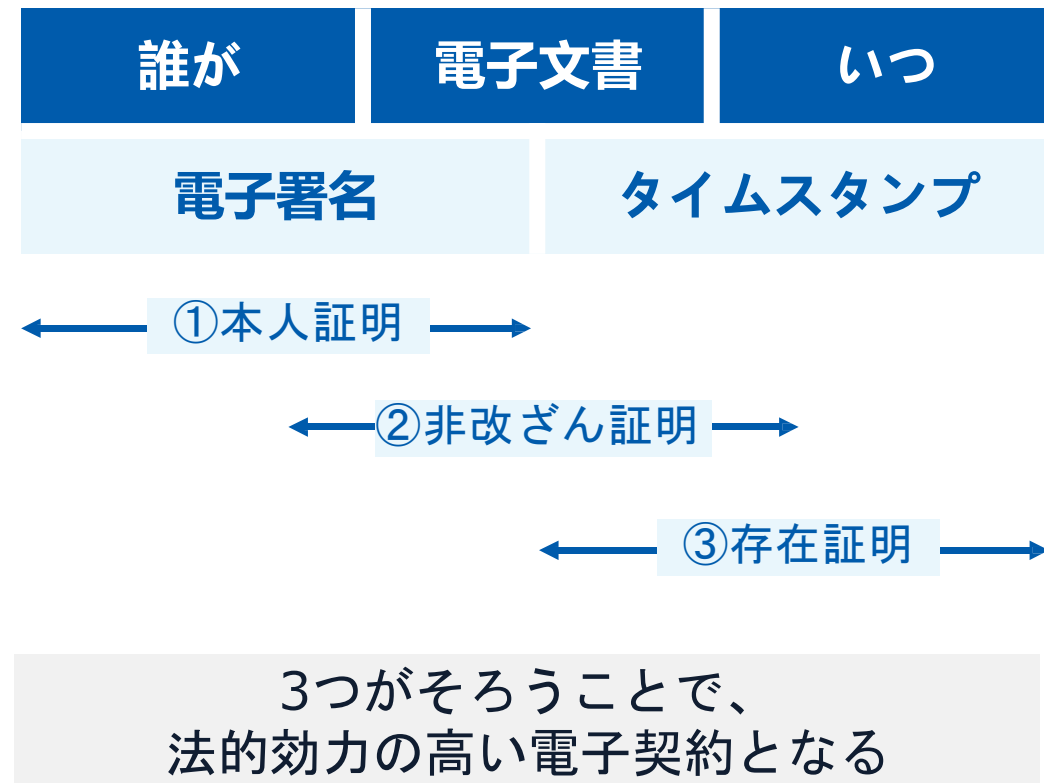 誰が
電子文書
いつ
電子署名
タイムスタンプ
①本人証明
②非改ざん証明
③存在証明
3つがそろうことで、
法的効力の高い電子契約となる